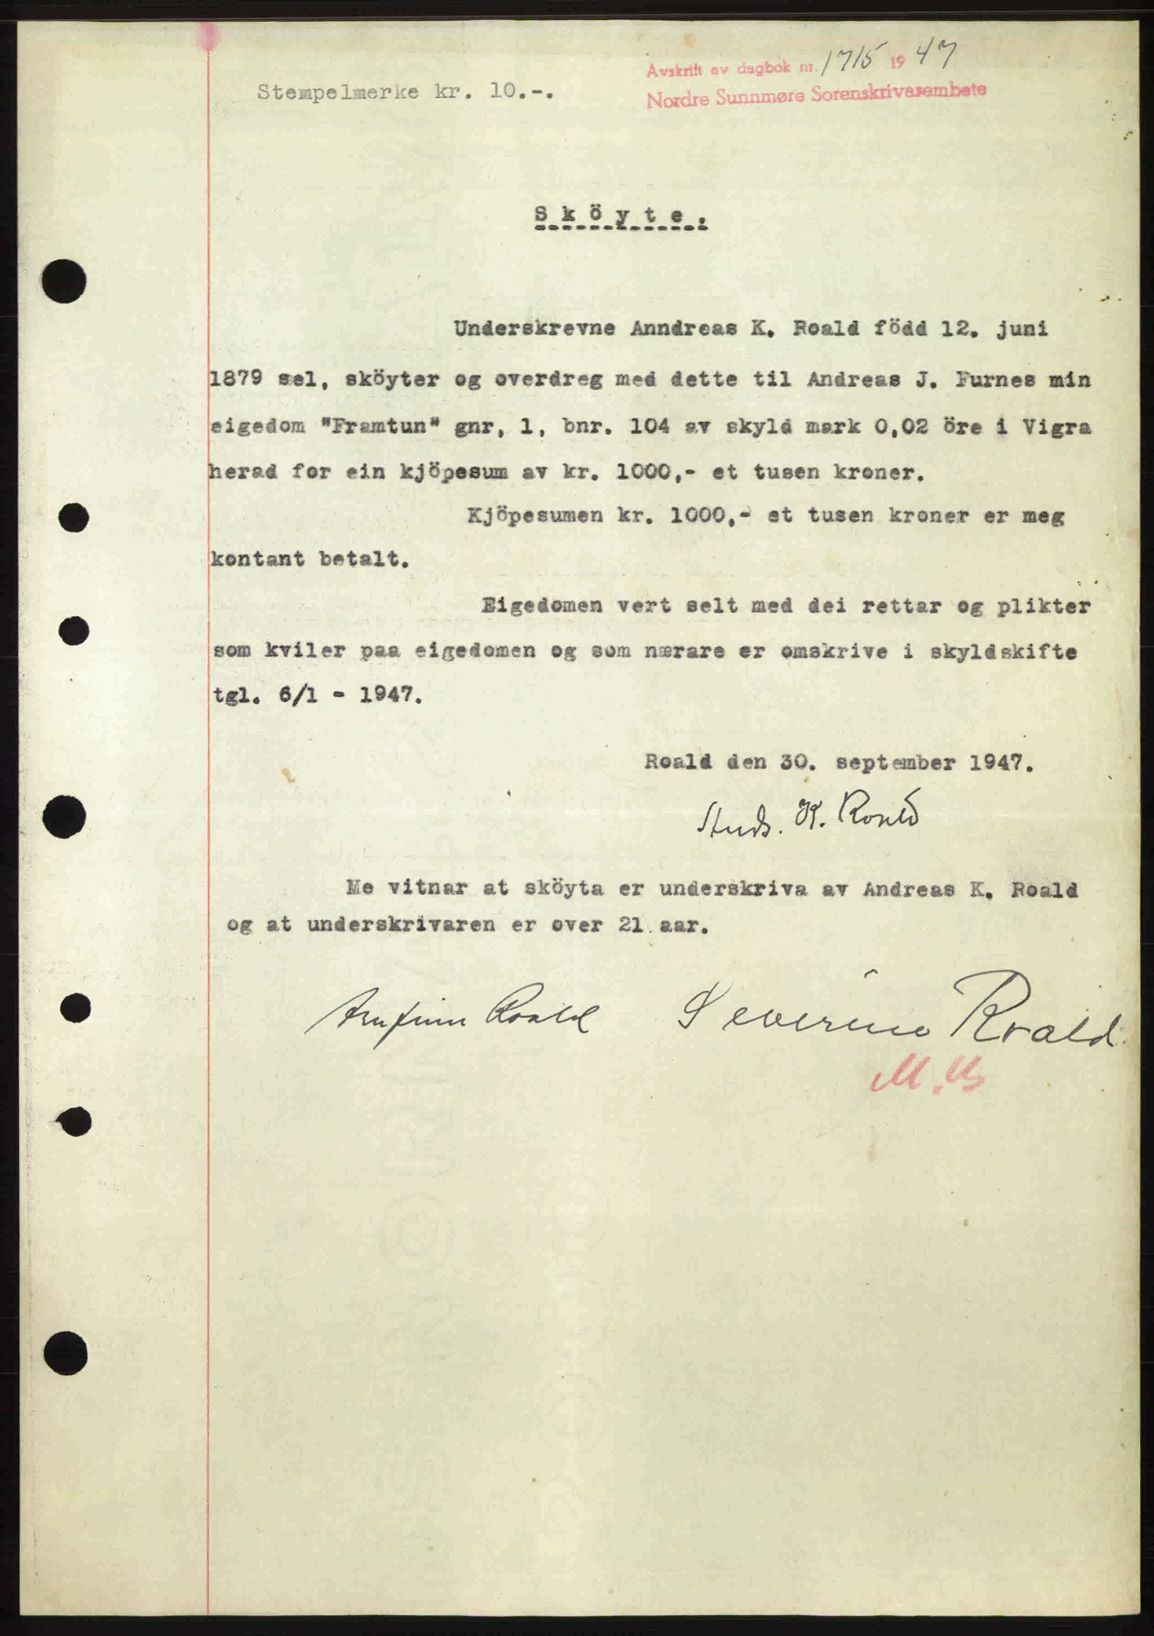 Avskrift av dagbok nr. 1715 1947
Nordre Sunnmøre Sorenskrivarembete
Stempelmerke kr. 10.-.
Sköyte.
Underskrevne Anndreas K. Roald född 12. juni
1879 sel, sköyter og overdreg med dette til Andreas J. Furnes min
eigedom "Framtun" gnr, 1, bnr. 104 av skyld mark 0,02 öre i Vigra
herad for ein kjöpesum av kr. 1000,- et tusen kroner.
Kjöpesumen kr. 1000,- et tusen kroner er meg
kontant betalt.
Eigedomen vert selt med dei rettar og plikter
som kviler paa eigedomen og som nærare er omskrive i skyldskifte
tgl. 6/1 - 1947.
Roald den 30. september 1947.
Ands. K. Roald
Me vitnar at sköyta er underskriva av Andreas K. Roald
og at underskrivaren er over 21 aar.
Arnfinn Roald Severine Roald.